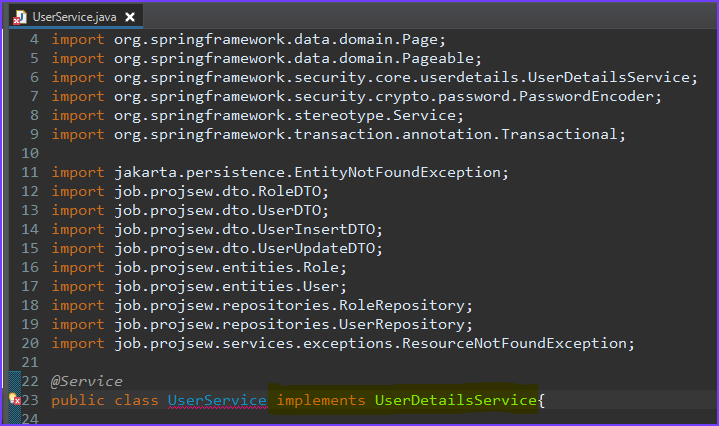 UserService.java
4 import org.springframework.data.domain.Page;
5 import org.springframework.data.domain.Pageable;
6 import org.springframework.security.core.userdetails.UserDetailsService;
7 import org.springframework.security.crypto.password.PasswordEncoder;
8 import org.springframework.stereotype.Service;
9 import org.springframework.transaction.annotation.Transactional;
10
11 import jakarta.persistence.EntityNotFoundException;
12 import job.projsew.dto.RoleDTO;
13 import job.projsew.dto.UserDTO;
14 import job.projsew.dto.UserInsertDTO;
15 import job.projsew.dto.UserUpdateDTO;
16 import job.projsew.entities.Role;
17 import job.projsew.entities.User;
18 import job.projsew.repositories.RoleRepository;
19 import job.projsew.repositories.UserRepository;
20 import job.projsew.services.exceptions.ResourceNotFoundException;
21
22 @Service
23 public class UserService implements UserDetailsService{
24